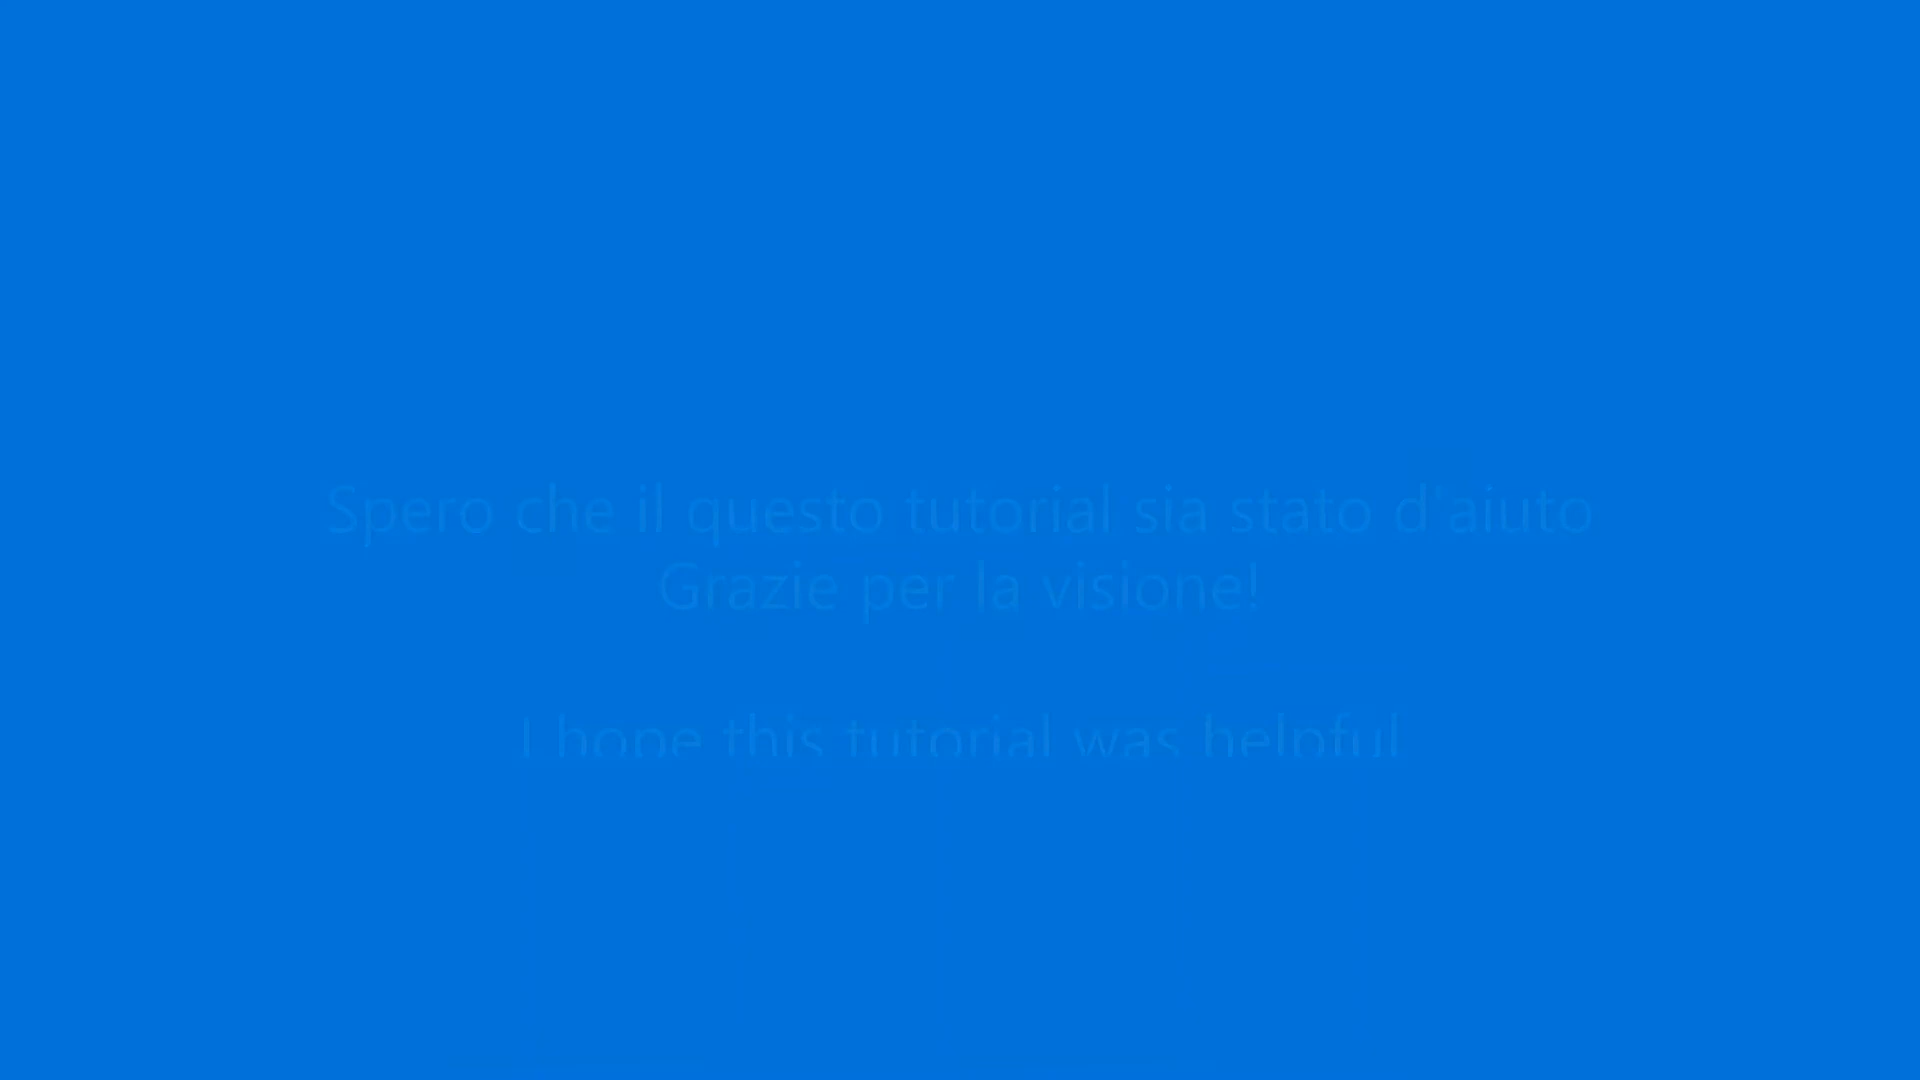 Spero che il questo tutorial sia stato d'aiuto
Grazie per la visione!
I hope this tutorial was helpful